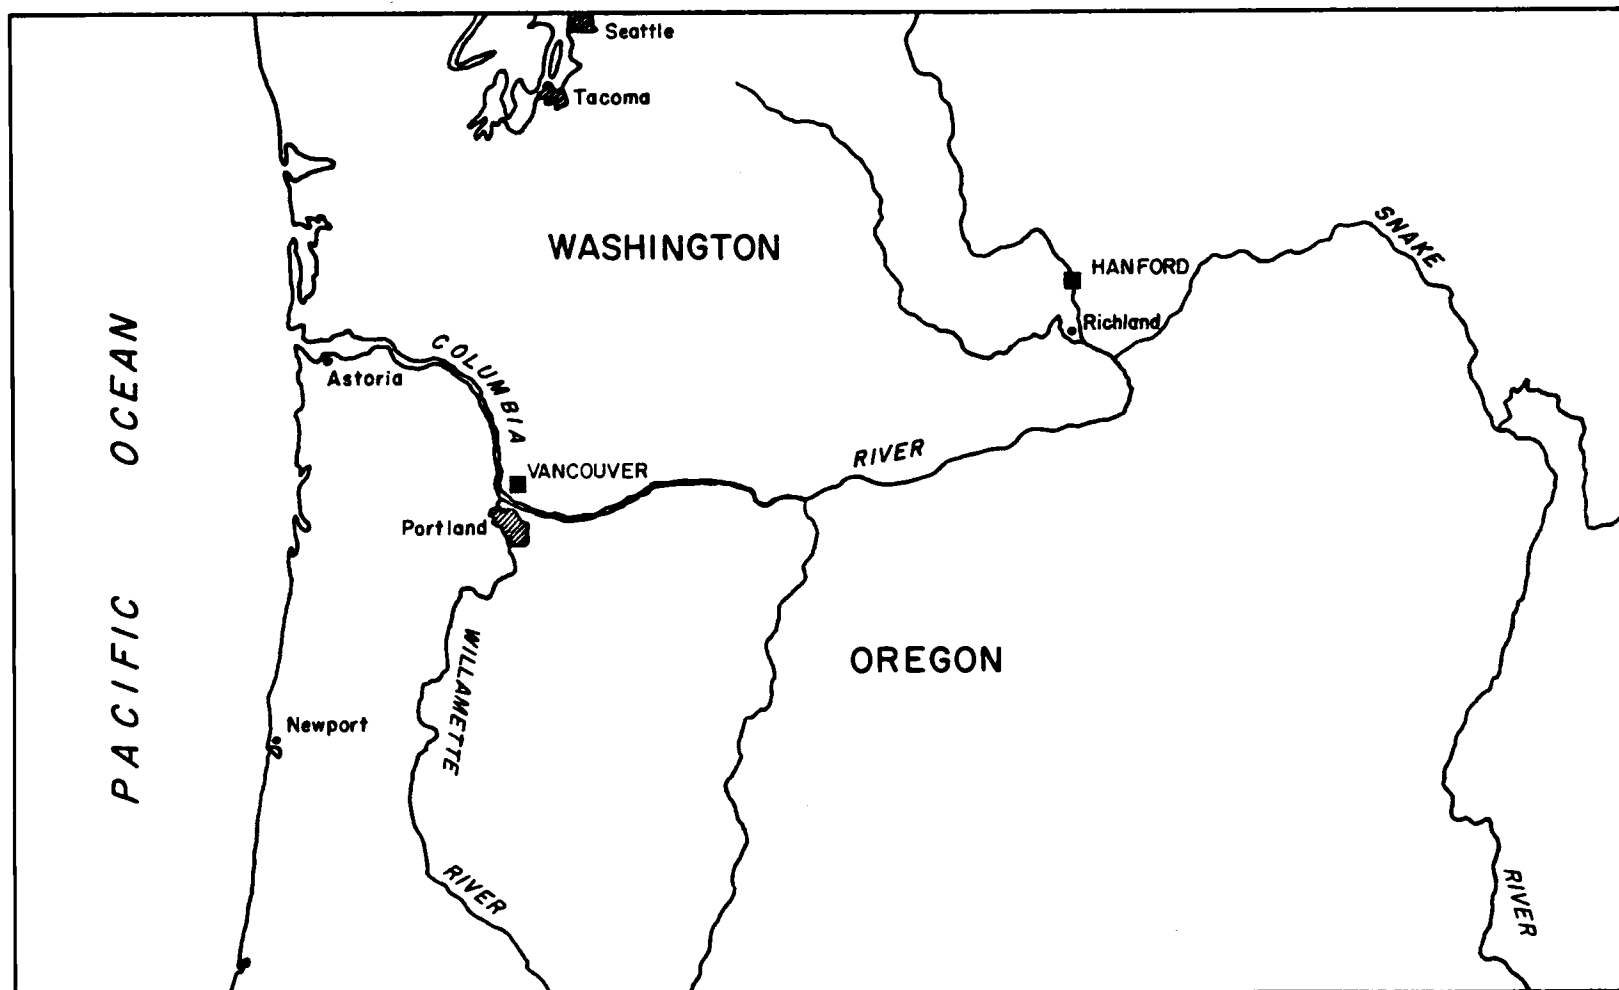 Seattle
Tacoma
WASHINGTON
SNAKE
HANFORD
Richland
COLUMBIA
Astoria
RIVER
VANCOUVER
Portland
PACIFIC OCEAN
WILLAMETTE
OREGON
Newport
RIVER
RIVER